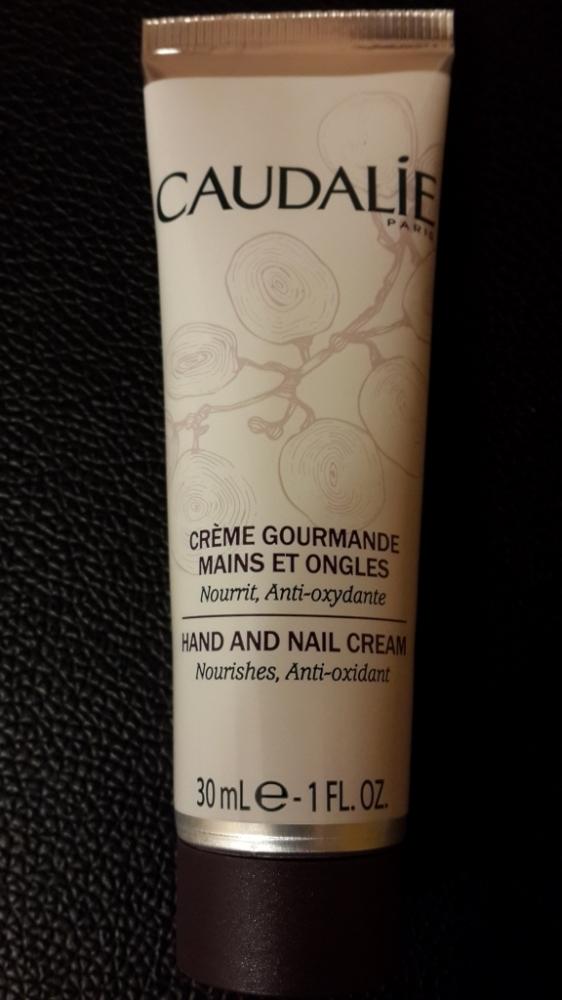 CAUDALİE
PARIS
CRÈME GOURMANDE
MAINS ET ONGLES
Nourrit, Anti-oxydante
HAND AND NAIL CREAM
Nourishes, Anti-oxidant
30 mL ℮ - 1 FL. OZ.